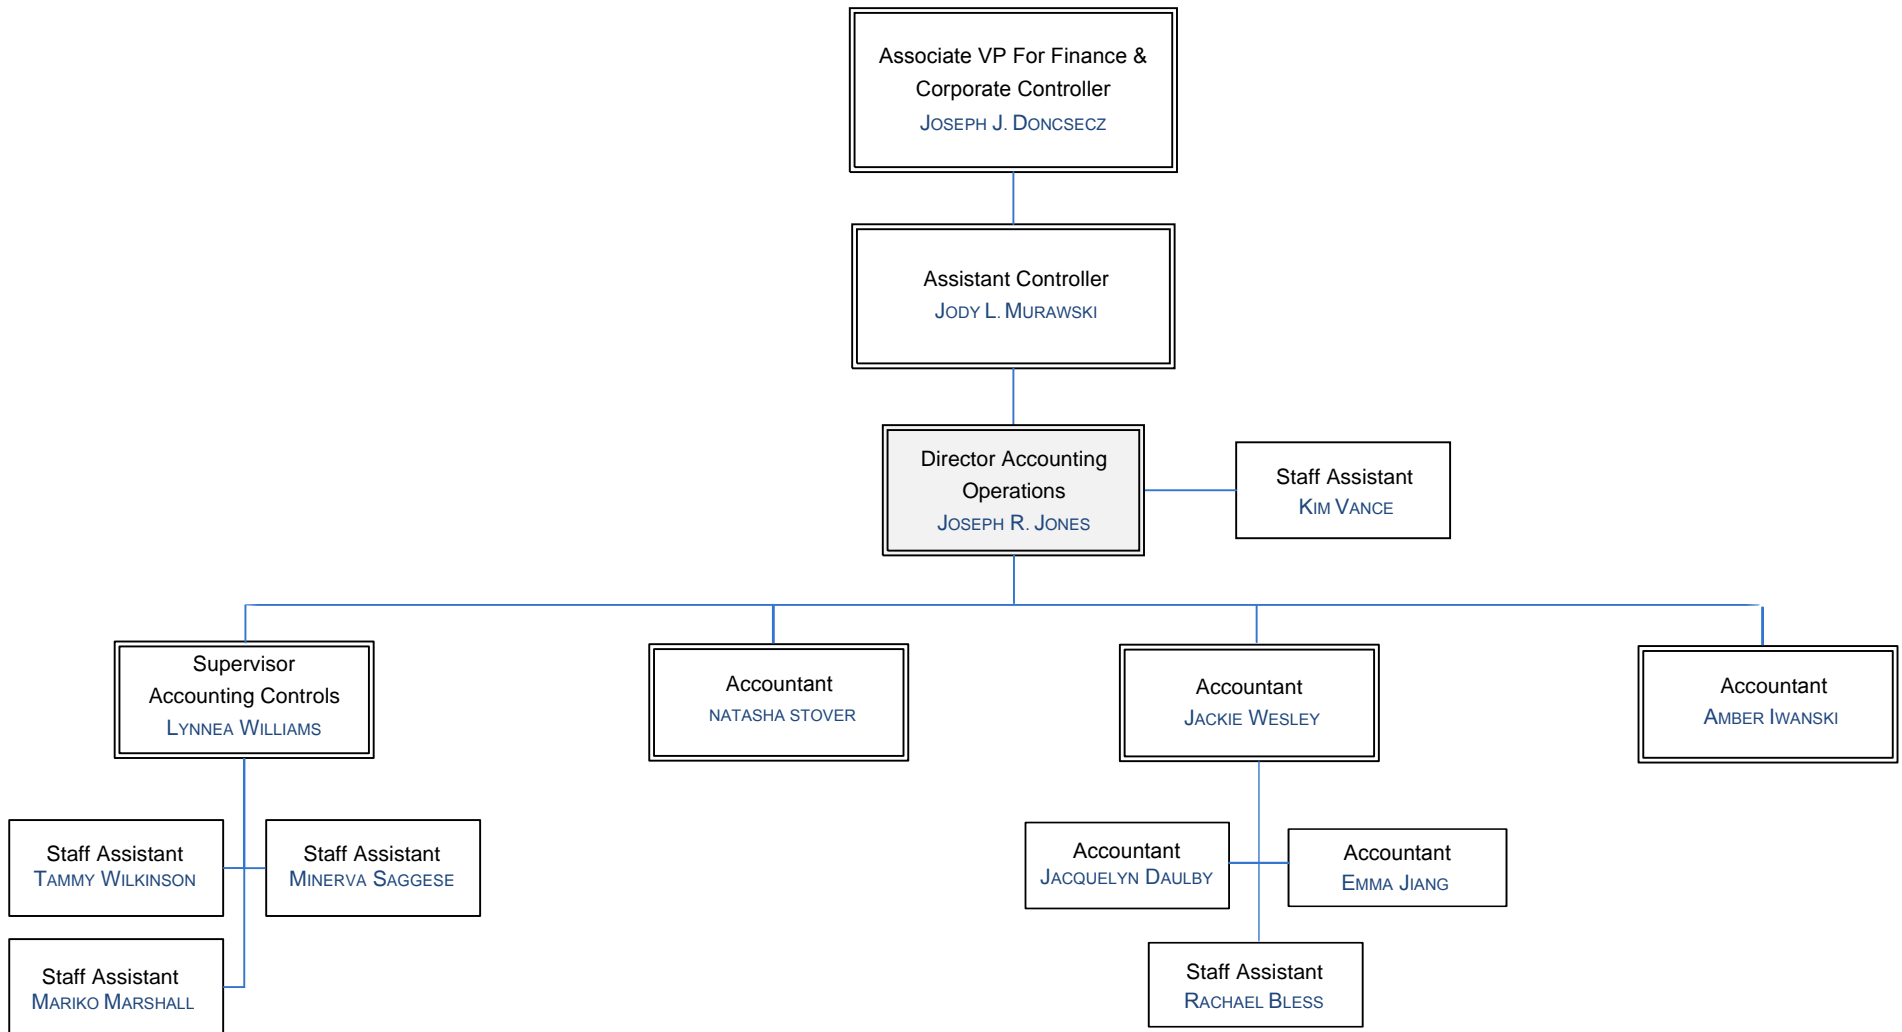 Associate VP For Finance &
Corporate Controller
JOSEPH J. DONCSECZ
Assistant Controller
JODY L. MURAWSKI
Director Accounting
Operations
JOSEPH R. JONES
Staff Assistant
KIM VANCE
Supervisor
Accounting Controls
LYNNEA WILLIAMS
Accountant
NATASHA STOVER
Accountant
JACKIE WESLEY
Accountant
AMBER IWANSKI
Staff Assistant
TAMMY WILKINSON
Staff Assistant
MINERVA SAGGESE
Accountant
JACQUELYN DAULBY
Accountant
EMMA JIANG
Staff Assistant
MARIKO MARSHALL
Staff Assistant
RACHAEL BLESS